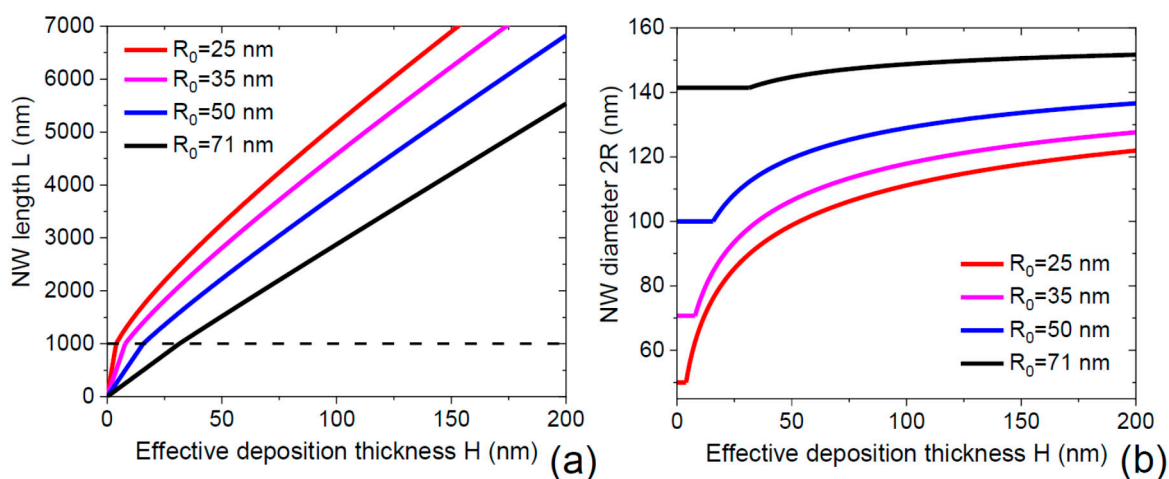 7000
6000
5000
4000
3000
2000
1000
0
NW length L (nm)
R₀=25 nm
R₀=35 nm
R₀=50 nm
R₀=71 nm
0 50 100 150 200
Effective deposition thickness H (nm)
(a)
160
140
120
100
80
60
NW diameter 2R (nm)
R₀=25 nm
R₀=35 nm
R₀=50 nm
R₀=71 nm
0 50 100 150 200
Effective deposition thickness H (nm)
(b)